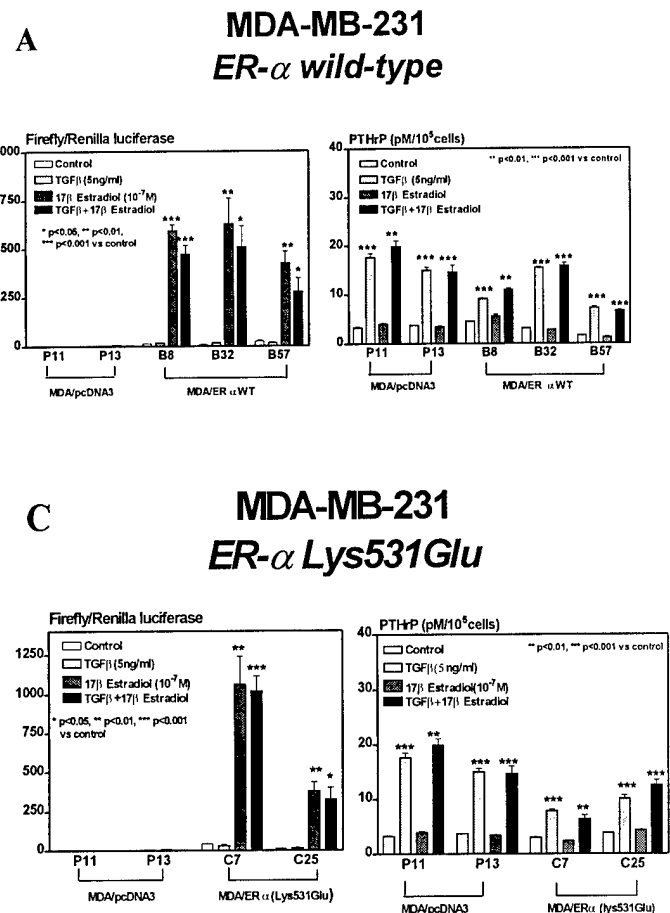 A
MDA-MB-231
ER-α wild-type
Firefly/Renilla luciferase
Control
TGFβ (5ng/ml)
17β Estradiol (10⁻⁷M)
TGFβ+17β Estradiol
* p<0.05, ** p<0.01,
*** p<0.001 vs control
000
750
500
250
0
***
***
**
*
**
*
P11 P13 B8 B32 B57
MDA/pcDNA3 MDA/ER αWT
PTHrP (pM/10⁵cells)
** p<0.01, *** p<0.001 vs control
Control
TGFβ (5ng/ml)
17β Estradiol (10⁻⁷M)
TGFβ+17β Estradiol
40
30
20
10
0
*** ** *** *** *** ** *** *** *** ***
P11 P13 B8 B32 B57
MDA/pcDNA3 MDA/ER αWT
C
MDA-MB-231
ER-α Lys531Glu
Firefly/Renilla luciferase
Control
TGFβ(5ng/ml)
17β Estradiol (10⁻⁷M)
TGFβ+17β Estradiol
* p<0.05, ** p<0.01, *** p<0.001
vs control
1250
1000
750
500
250
0
** *** ** *
P11 P13 C7 C25
MDA/pcDNA3 MDA/ER α(Lys531Glu)
PTHrP (pM/10⁵cells)
** p<0.01, *** p<0.001 vs control
Control
TGFβ(5 ng/ml)
17β Estradiol(10⁻⁷M)
TGFβ+17β Estradiol
40
30
20
10
0
*** ** *** *** *** ** *** ***
P11 P13 C7 C25
MDA/pcDNA3 MDA/ERα (lys531Glu)